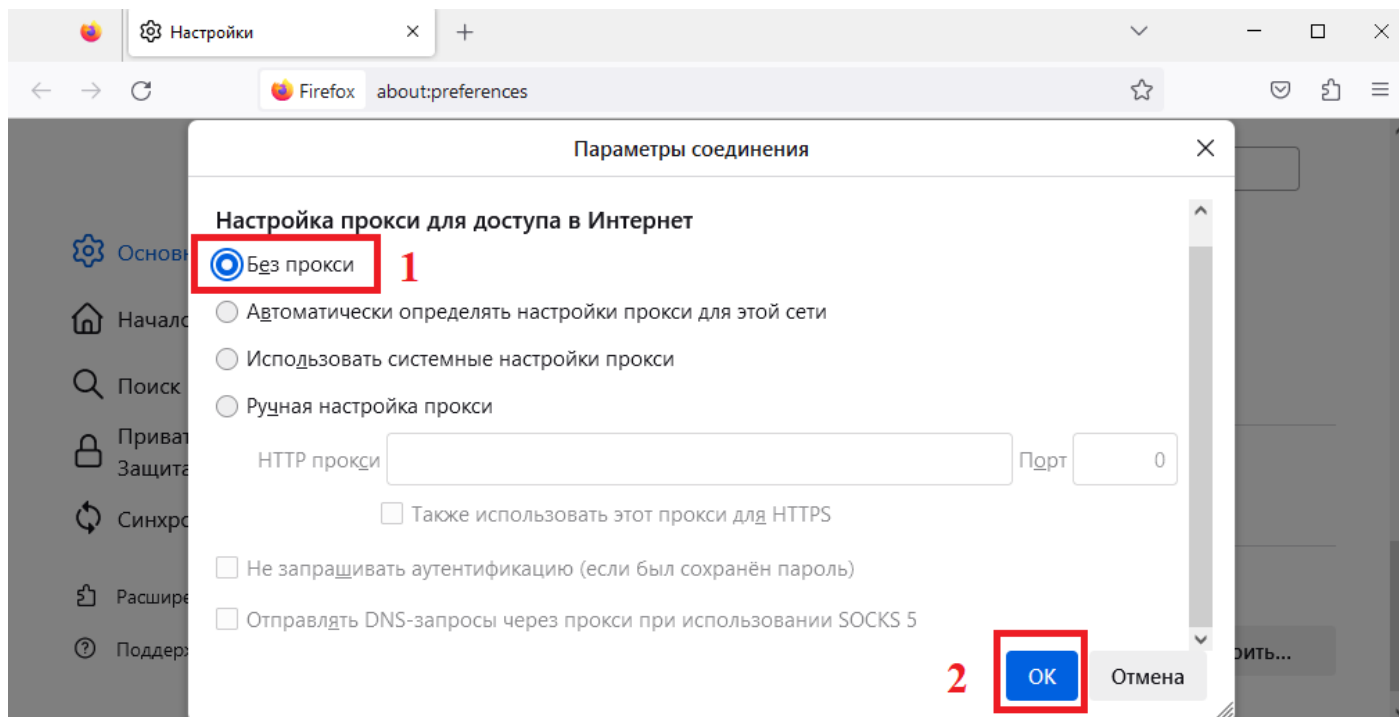 Настройки
Firefox about:preferences
Параметры соединения
Настройка прокси для доступа в Интернет
Без прокси 1
Автоматически определять настройки прокси для этой сети
Использовать системные настройки прокси
Ручная настройка прокси
HTTP прокси Порт 0
Также использовать этот прокси для HTTPS
Не запрашивать аутентификацию (если был сохранён пароль)
Отправлять DNS-запросы через прокси при использовании SOCKS 5
2 ОК Отмена
Основн
Начало
Поиск
Приват
Защита
Синхро
Расшире
Поддерж
оить...